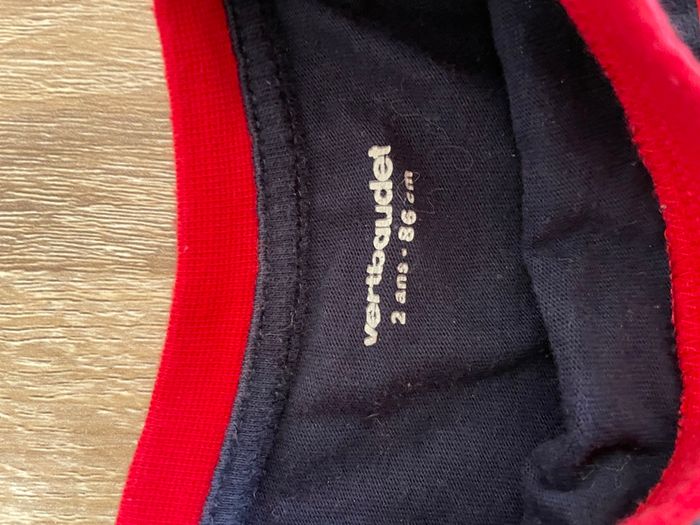 vertbaudet
2 ans - 86 cm